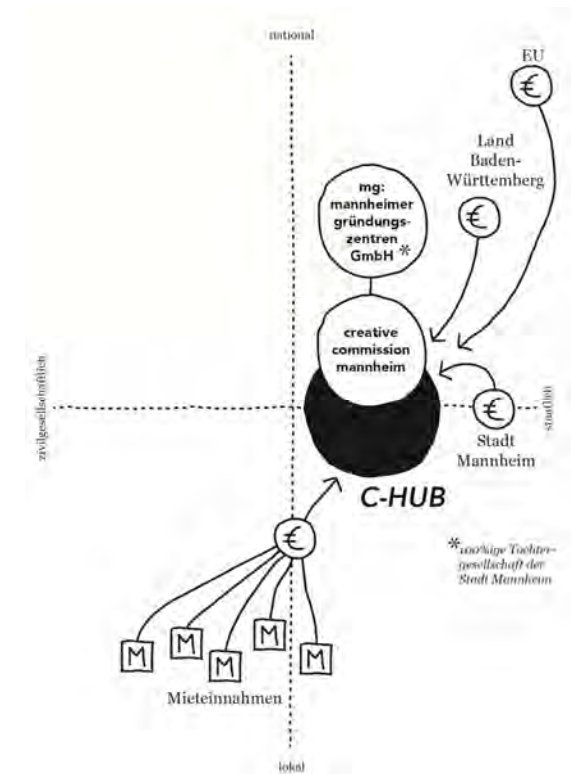 national
EU
€
Land
Baden-
Württemberg
€
mg:
mannheimer
gründungs-
zentren
GmbH *
creative
commission
mannheim
zivilgesellschaftlich
staatlich
€
Stadt
Mannheim
C-HUB
€
*100%ige Tochter-
gesellschaft der
Stadt Mannheim
M
M
M
M
M
Mieteinnahmen
lokal